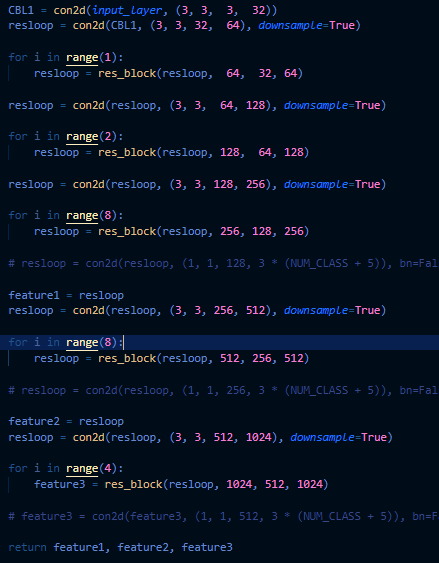 CBL1 = con2d(input_layer, (3, 3, 3, 32))
resloop = con2d(CBL1, (3, 3, 32, 64), downsample=True)
for i in range(1):
resloop = res_block(resloop, 64, 32, 64)
resloop = con2d(resloop, (3, 3, 64, 128), downsample=True)
for i in range(2):
resloop = res_block(resloop, 128, 64, 128)
resloop = con2d(resloop, (3, 3, 128, 256), downsample=True)
for i in range(8):
resloop = res_block(resloop, 256, 128, 256)
# resloop = con2d(resloop, (1, 1, 128, 3 * (NUM_CLASS + 5)), bn=Fal
feature1 = resloop
resloop = con2d(resloop, (3, 3, 256, 512), downsample=True)
for i in range(8):
resloop = res_block(resloop, 512, 256, 512)
# resloop = con2d(resloop, (1, 1, 256, 3 * (NUM_CLASS + 5)), bn=Fal
feature2 = resloop
resloop = con2d(resloop, (3, 3, 512, 1024), downsample=True)
for i in range(4):
feature3 = res_block(resloop, 1024, 512, 1024)
# feature3 = con2d(feature3, (1, 1, 512, 3 * (NUM_CLASS + 5)), bn=F
return feature1, feature2, feature3